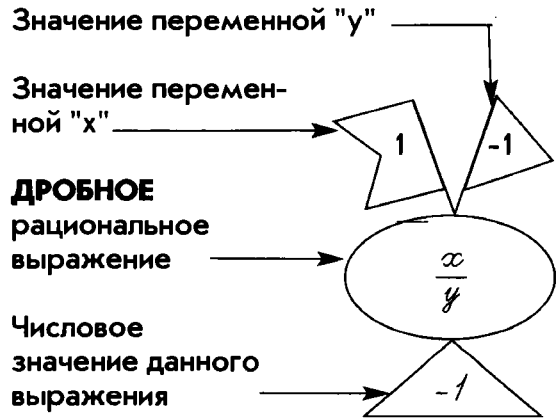 Значение переменной "у"
Значение перемен-
ной "х"
1
-1
ДРОБНОЕ
рациональное
выражение
x
y
Числовое
значение данного
выражения
-1